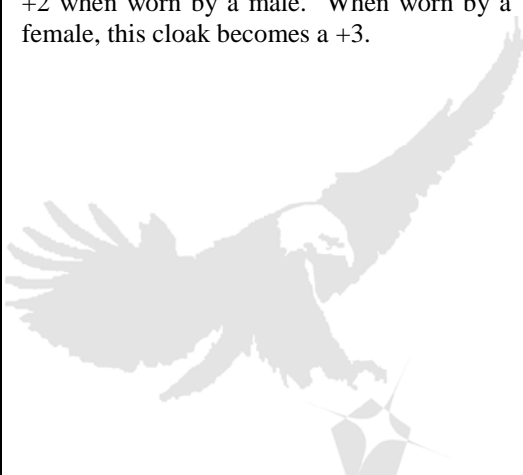 +2 when worn by a male. When worn by a
female, this cloak becomes a +3.